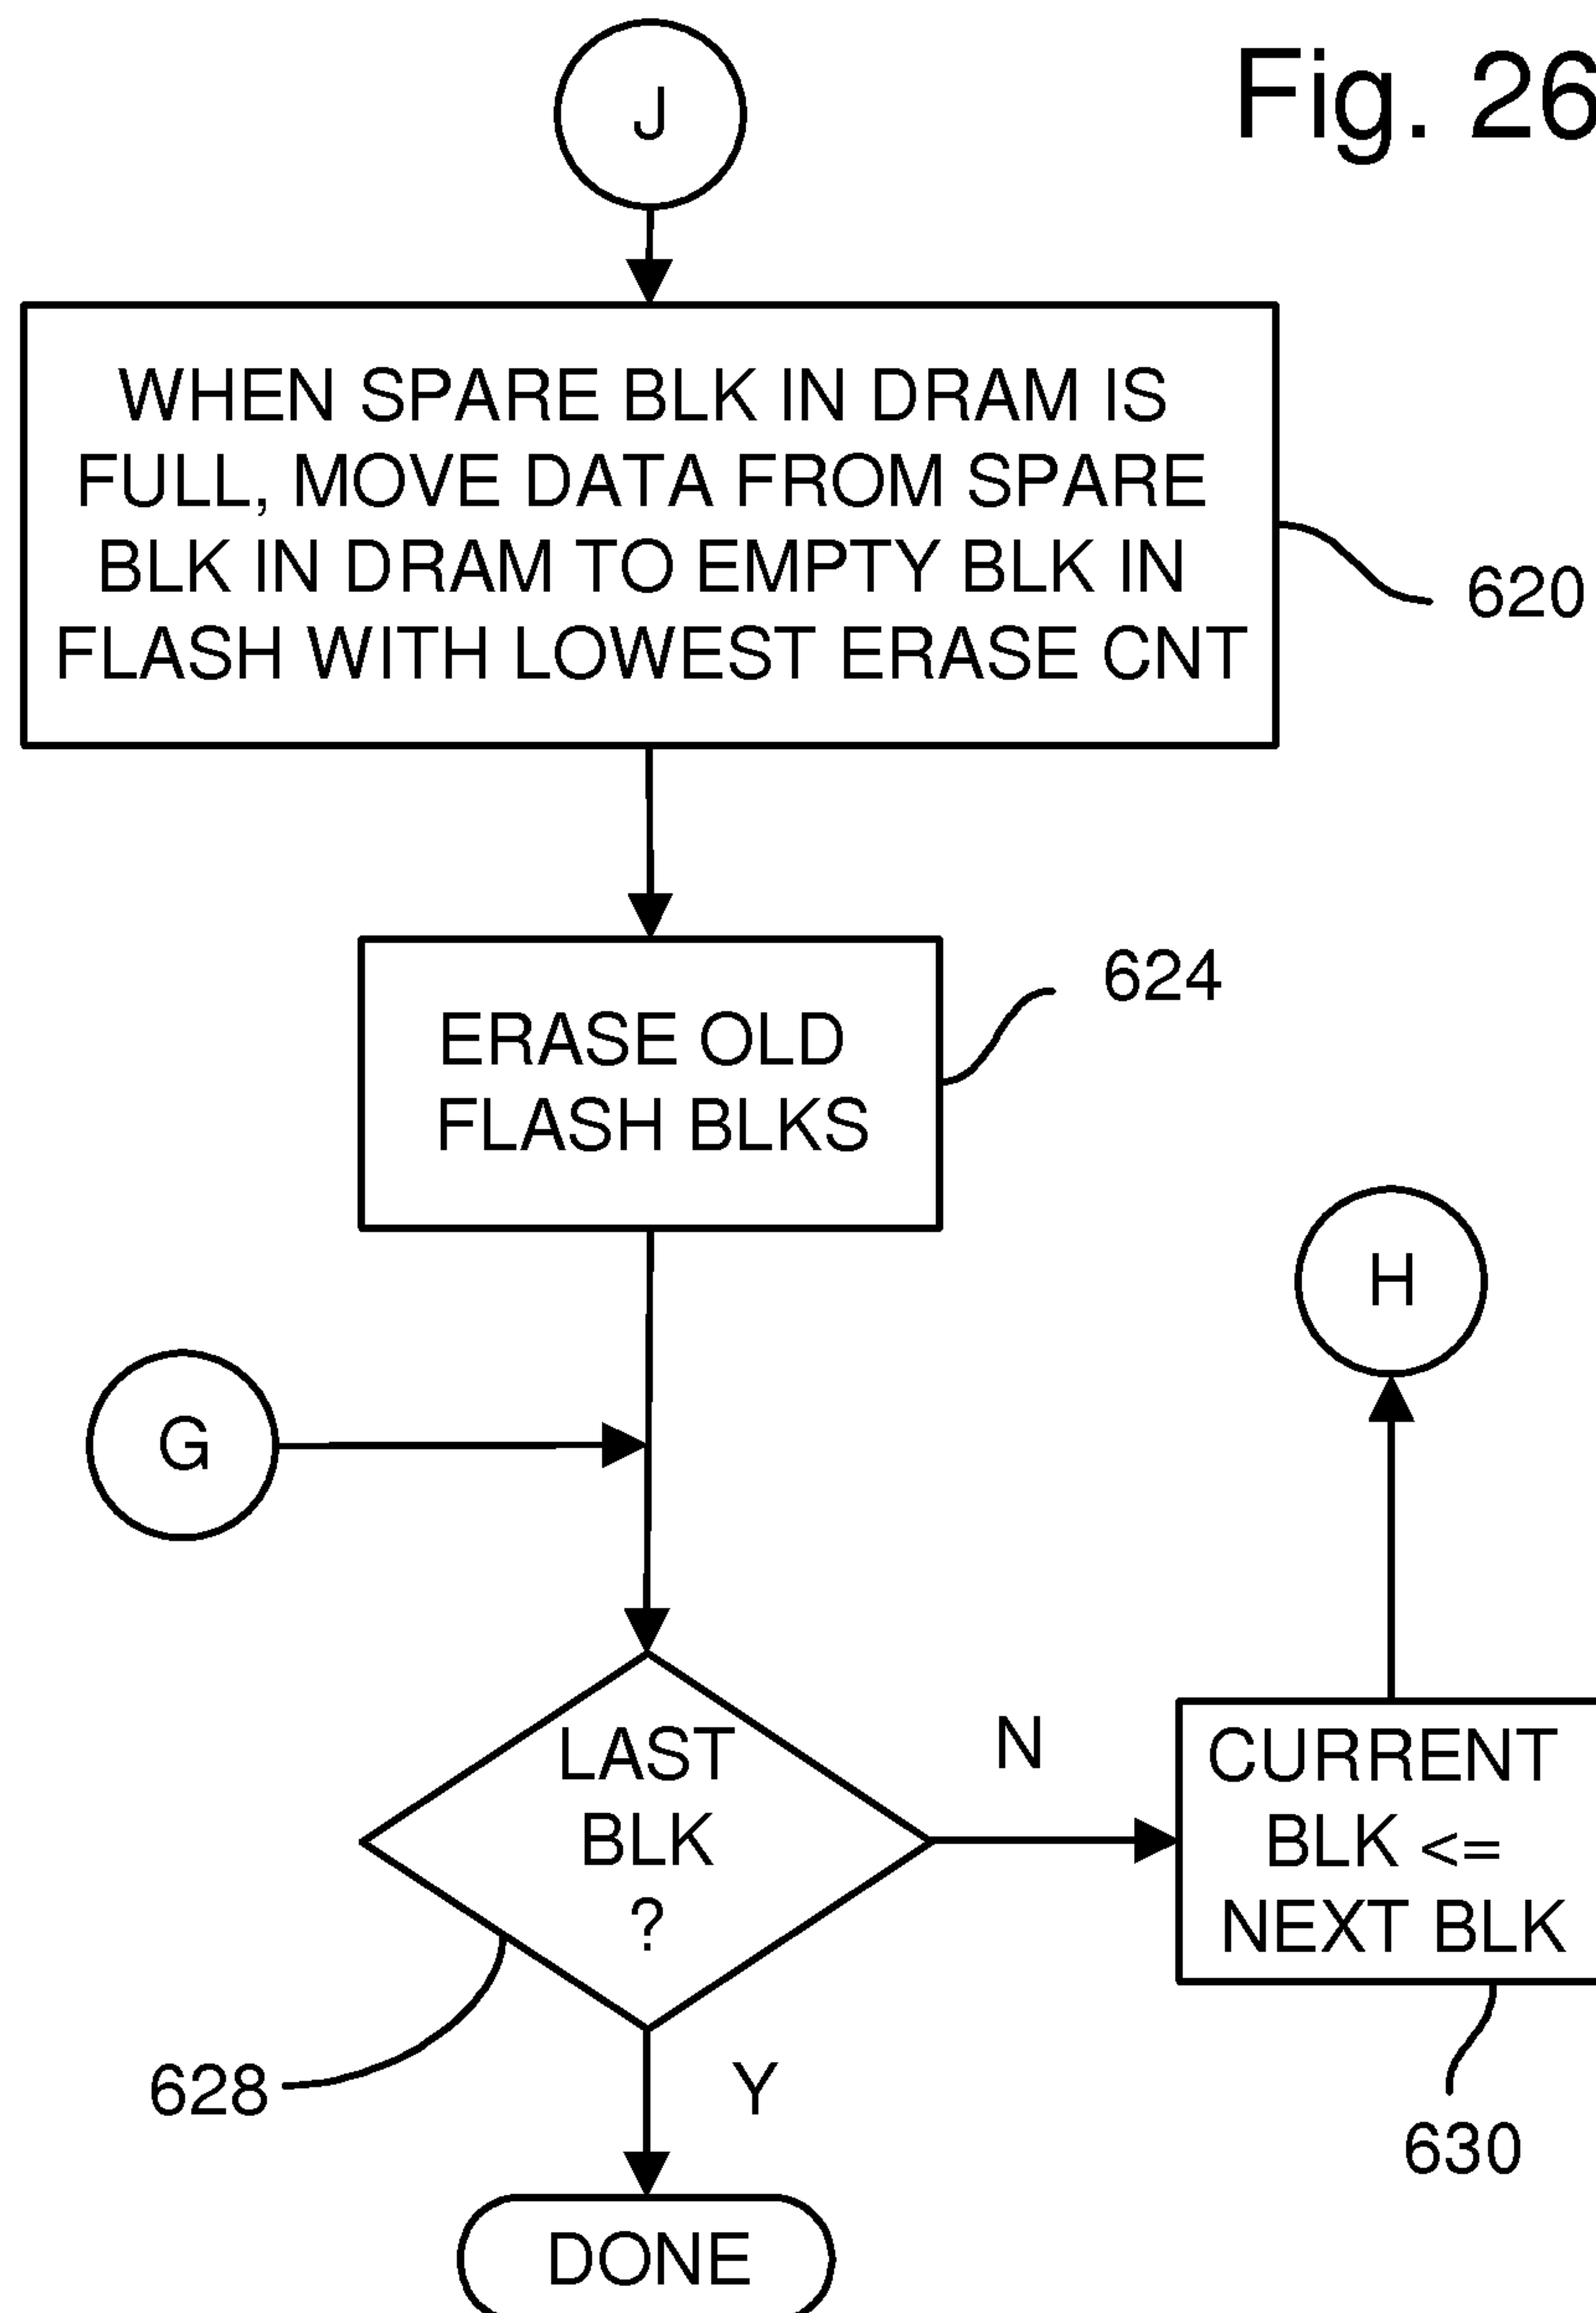 J
Fig. 26
WHEN SPARE BLK IN DRAM IS
FULL, MOVE DATA FROM SPARE
BLK IN DRAM TO EMPTY BLK IN
FLASH WITH LOWEST ERASE CNT
620
624
ERASE OLD
FLASH BLKS
H
G
LAST
BLK
?
N
CURRENT
BLK <=
NEXT BLK
628
Y
630
DONE